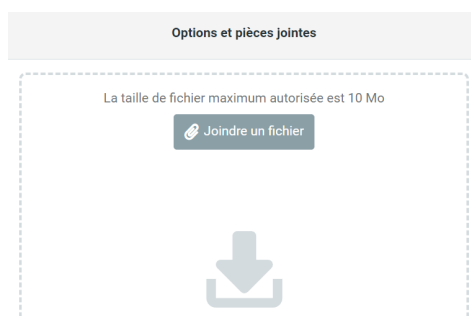 Options et pièces jointes
La taille de fichier maximum autorisée est 10 Mo
Joindre un fichier